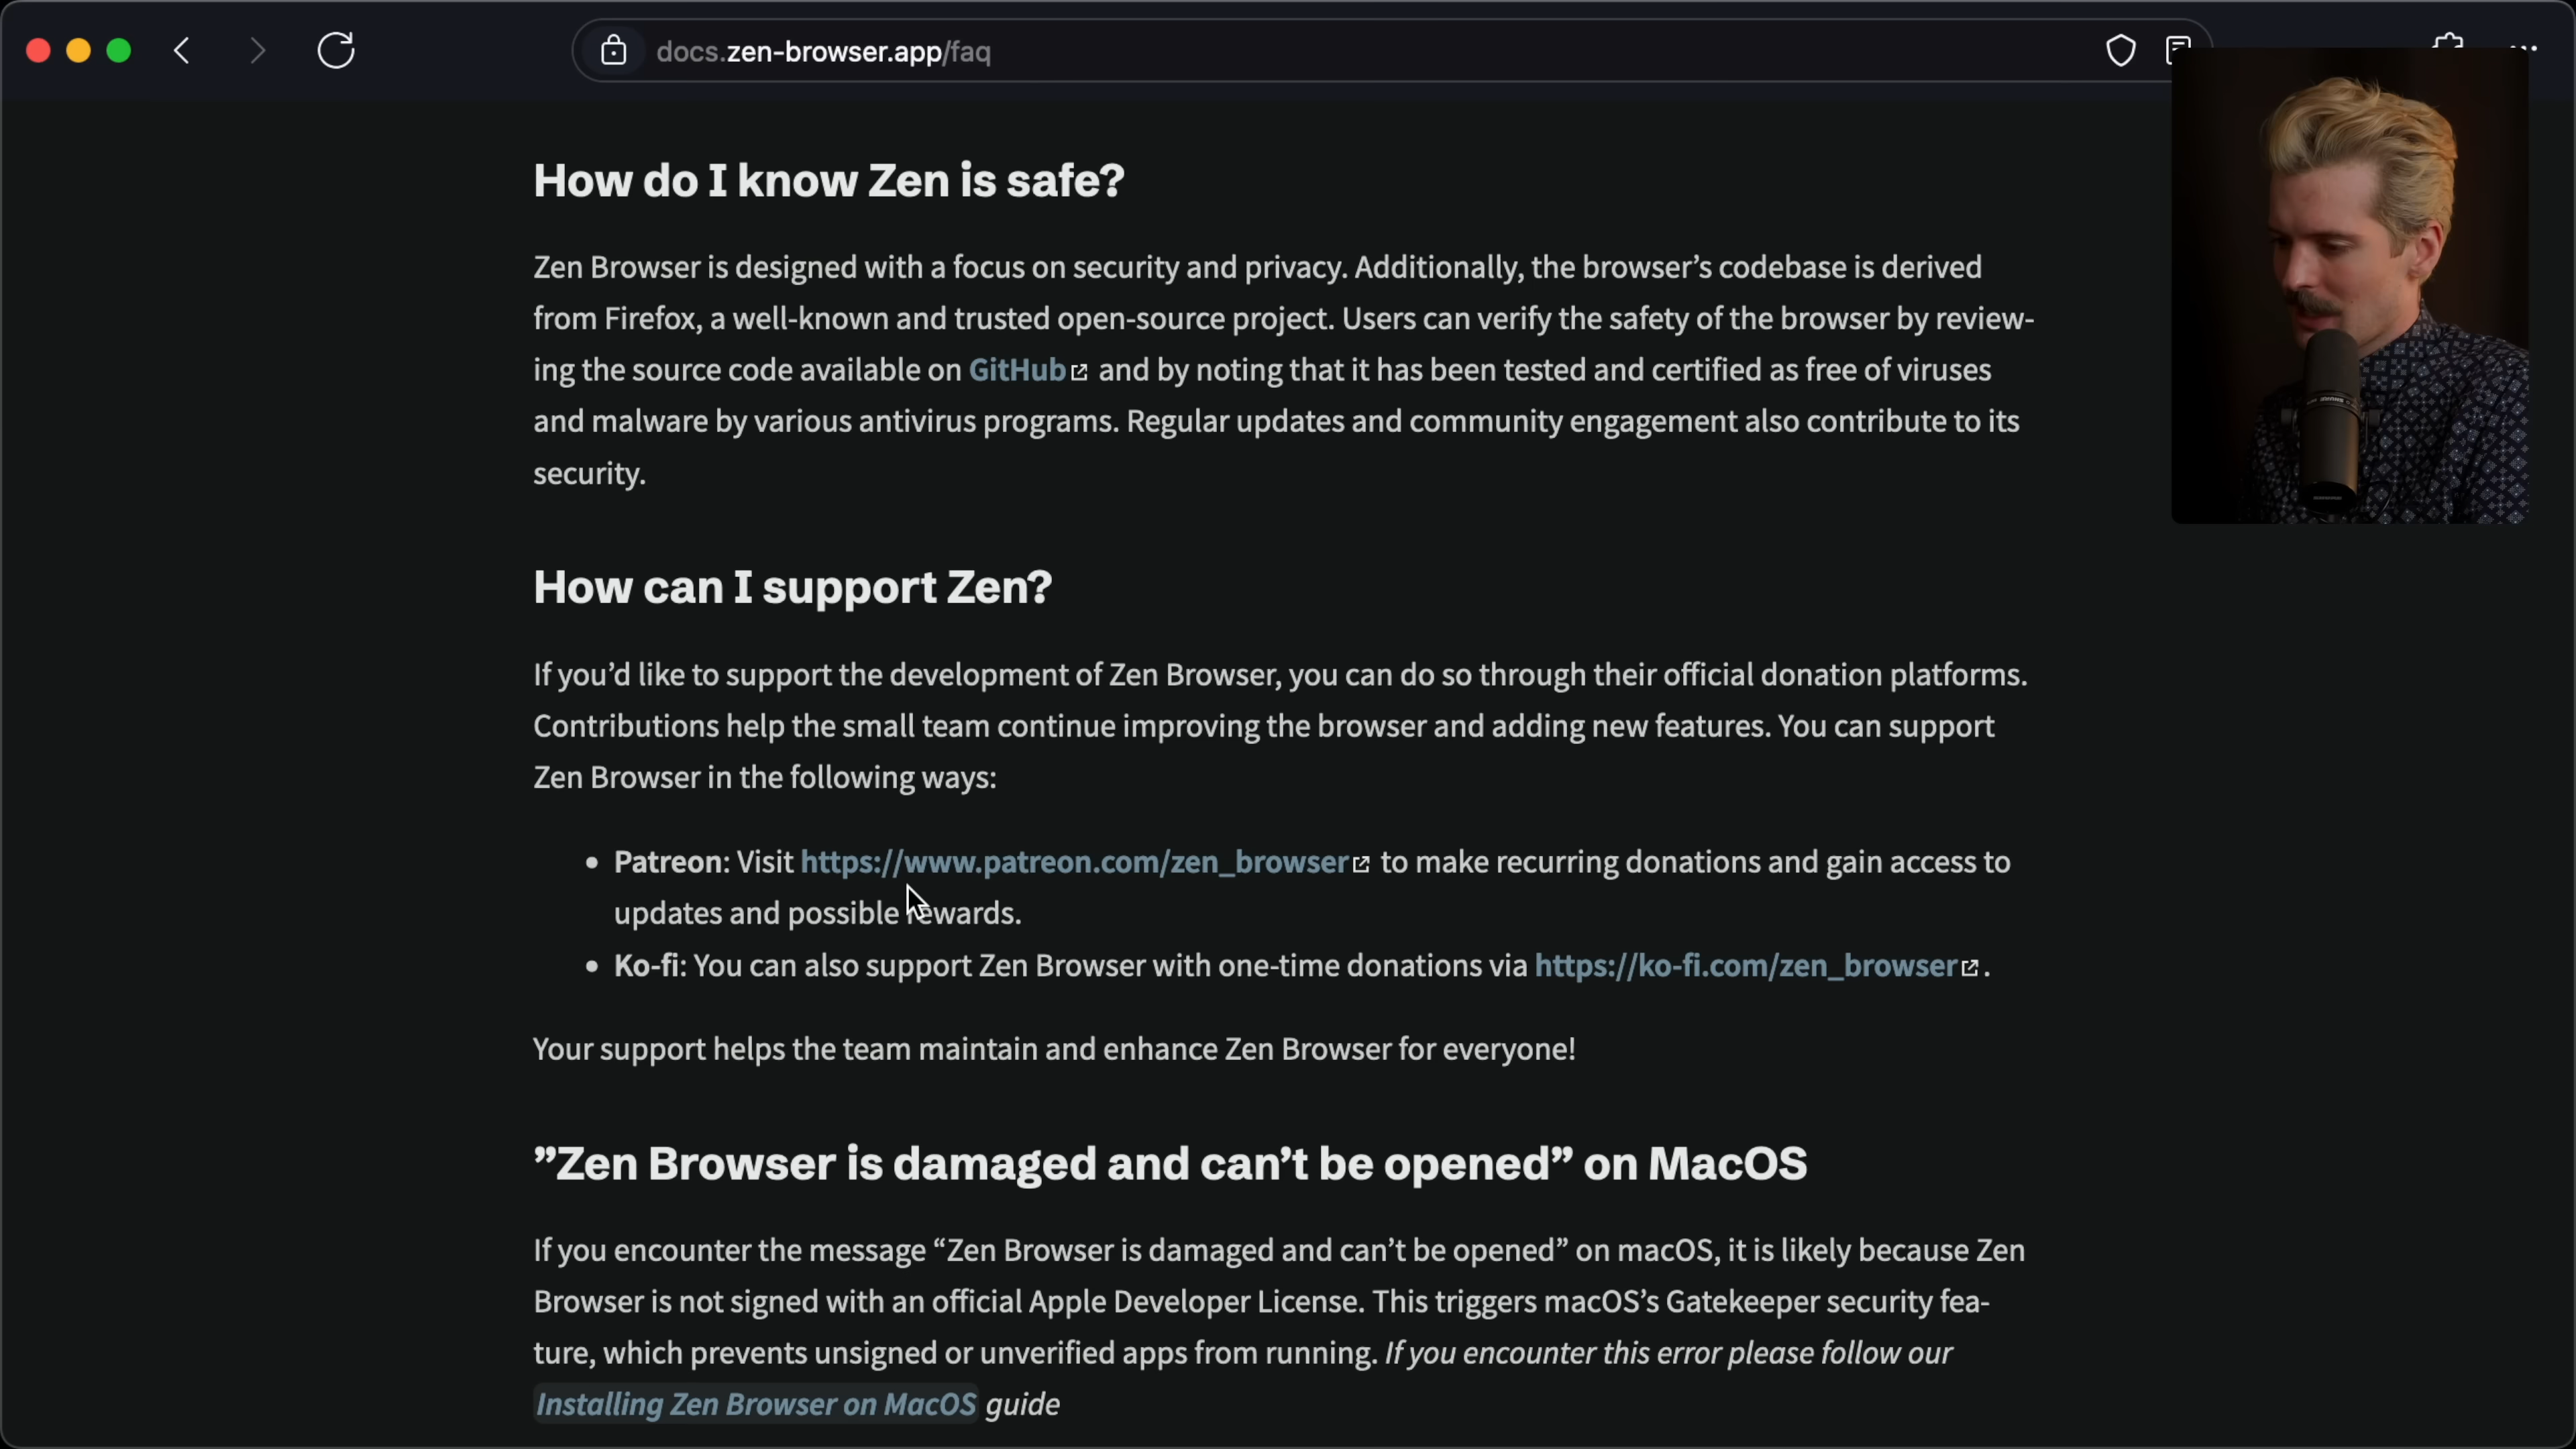 docs.zen-browser.app/faq
How do I know Zen is safe?
Zen Browser is designed with a focus on security and privacy. Additionally, the browser’s codebase is derived
from Firefox, a well-known and trusted open-source project. Users can verify the safety of the browser by review-
ing the source code available on GitHub and by noting that it has been tested and certified as free of viruses
and malware by various antivirus programs. Regular updates and community engagement also contribute to its
security.
How can I support Zen?
If you’d like to support the development of Zen Browser, you can do so through their official donation platforms.
Contributions help the small team continue improving the browser and adding new features. You can support
Zen Browser in the following ways:
• Patreon: Visit https://www.patreon.com/zen_browser to make recurring donations and gain access to
updates and possible rewards.
• Ko-fi: You can also support Zen Browser with one-time donations via https://ko-fi.com/zen_browser .
Your support helps the team maintain and enhance Zen Browser for everyone!
”Zen Browser is damaged and can’t be opened” on MacOS
If you encounter the message “Zen Browser is damaged and can’t be opened” on macOS, it is likely because Zen
Browser is not signed with an official Apple Developer License. This triggers macOS’s Gatekeeper security fea-
ture, which prevents unsigned or unverified apps from running. If you encounter this error please follow our
Installing Zen Browser on MacOS guide